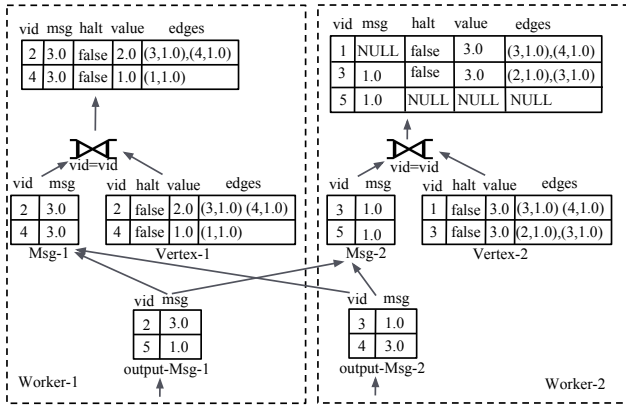 vid msg halt value edges
2 3.0 false 2.0 (3,1.0),(4,1.0)
4 3.0 false 1.0 (1,1.0)
vid=vid
vid msg
2 3.0
4 3.0
Msg-1
vid halt value edges
2 false 2.0 (3,1.0) (4,1.0)
4 false 1.0 (1,1.0)
Vertex-1
vid msg
2 3.0
5 1.0
output-Msg-1
Worker-1
vid msg halt value edges
1 NULL false 3.0 (3,1.0),(4,1.0)
3 1.0 false 3.0 (2,1.0),(3,1.0)
5 1.0 NULL NULL NULL
vid=vid
vid msg
3 1.0
5 1.0
Msg-2
vid halt value edges
1 false 3.0 (3,1.0) (4,1.0)
3 false 3.0 (2,1.0),(3,1.0)
Vertex-2
vid msg
3 1.0
4 3.0
output-Msg-2
Worker-2